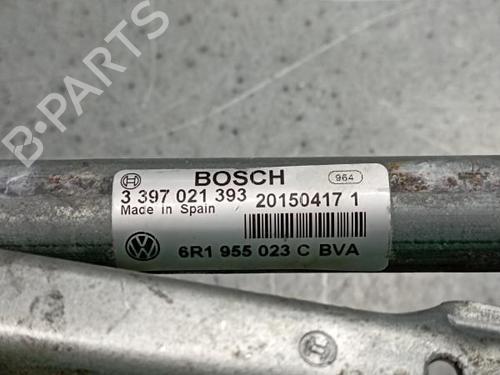 B-PARTS
BOSCH 964
3 397 021 393 20150417 1
Made in Spain
6R1 955 023 C BVA